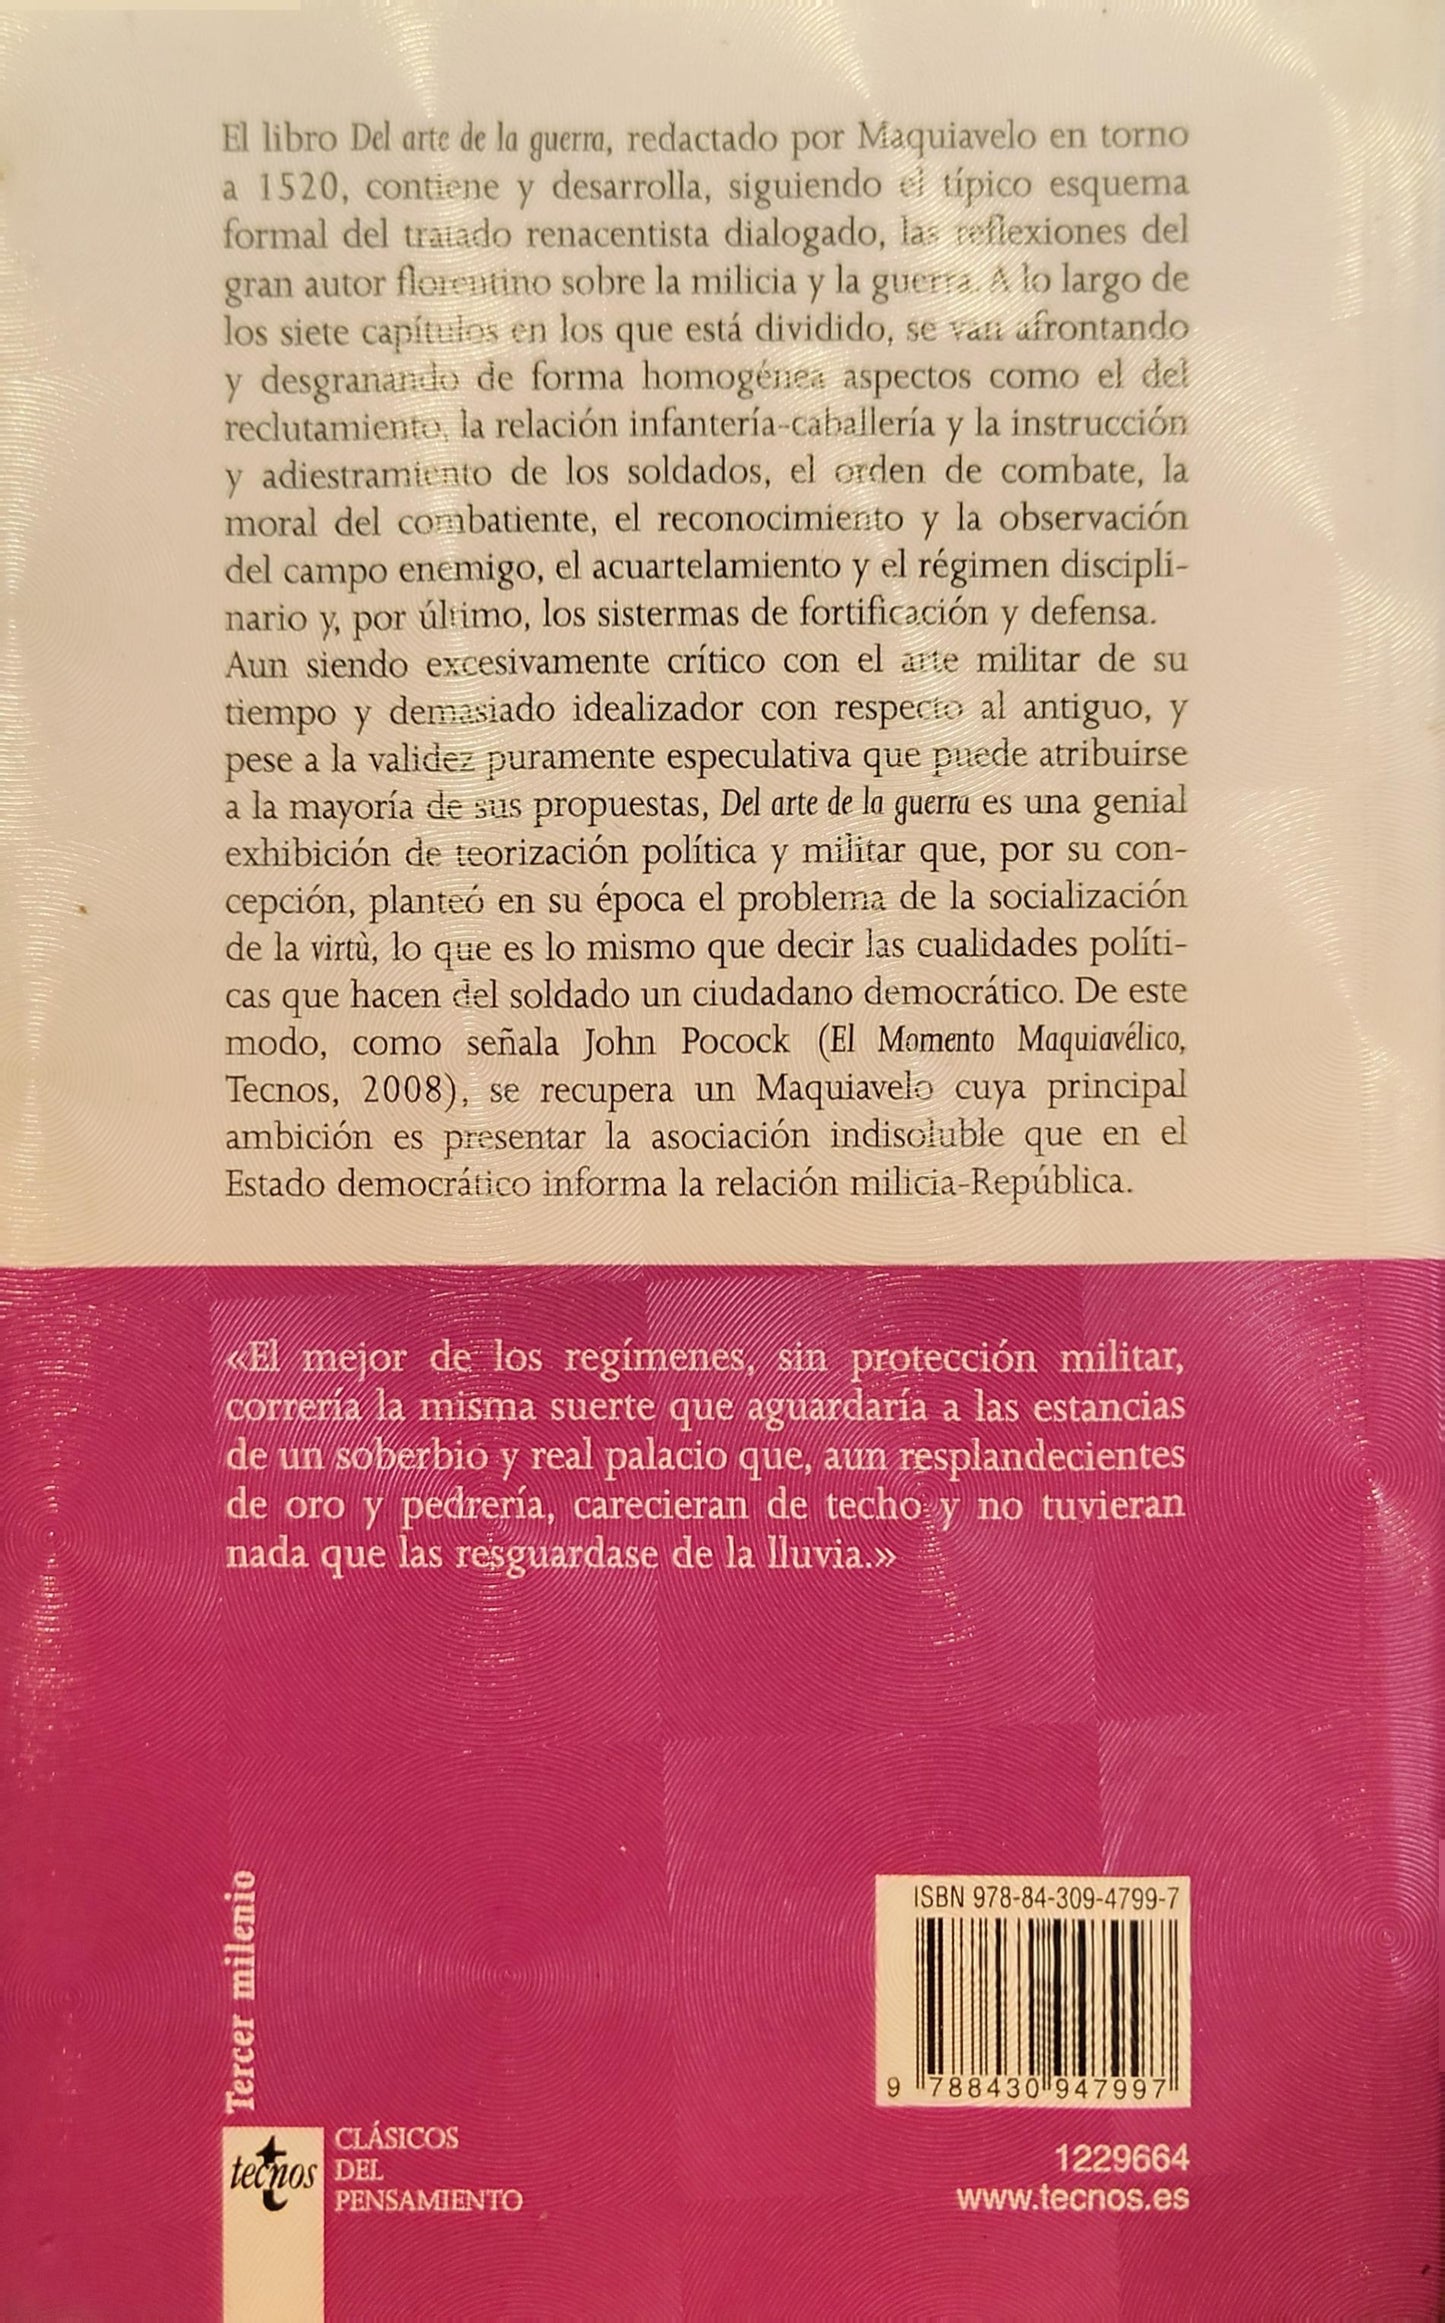 El libro Del arte de la guerra, redactado por Maquiavelo en torno
a 1520, contiene y desarrolla, siguiendo el típico esquema
formal del tratado renacentista dialogado, las reflexiones del
gran autor florentino sobre la milicia y la guerra. A lo largo de
los siete capítulos en los que está dividido, se van afrontando
y desgranando de forma homogénea aspectos como el del
reclutamiento, la relación infantería-caballería y la instrucción
y adiestramiento de los soldados, el orden de combate, la
moral del combatiente, el reconocimiento y la observación
del campo enemigo, el acuartelamiento y el régimen discipli-
nario y, por último, los sistermas de fortificación y defensa.
Aun siendo excesivamente crítico con el arte militar de su
tiempo y demasiado idealizador con respecto al antiguo, y
pese a la validez puramente especulativa que puede atribuirse
a la mayoría de sus propuestas, Del arte de la guerra es una genial
exhibición de teorización política y militar que, por su con-
cepción, planteó en su época el problema de la socialización
de la virtù, lo que es lo mismo que decir las cualidades políti-
cas que hacen del soldado un ciudadano democrático. De este
modo, como señala John Pocock (El Momento Maquiavélico,
Tecnos, 2008), se recupera un Maquiavelo cuya principal
ambición es presentar la asociación indisoluble que en el
Estado democrático informa la relación milicia-República.
«El mejor de los regímenes, sin protección militar,
correría la misma suerte que aguardaría a las estancias
de un soberbio y real palacio que, aun resplandecientes
de oro y pedrería, carecieran de techo y no tuvieran
nada que las resguardase de la lluvia.»
Tercer milenio
tecnos
CLÁSICOS
DEL
PENSAMIENTO
ISBN 978-84-309-4799-7
9 788430 947997
1229664
www.tecnos.es